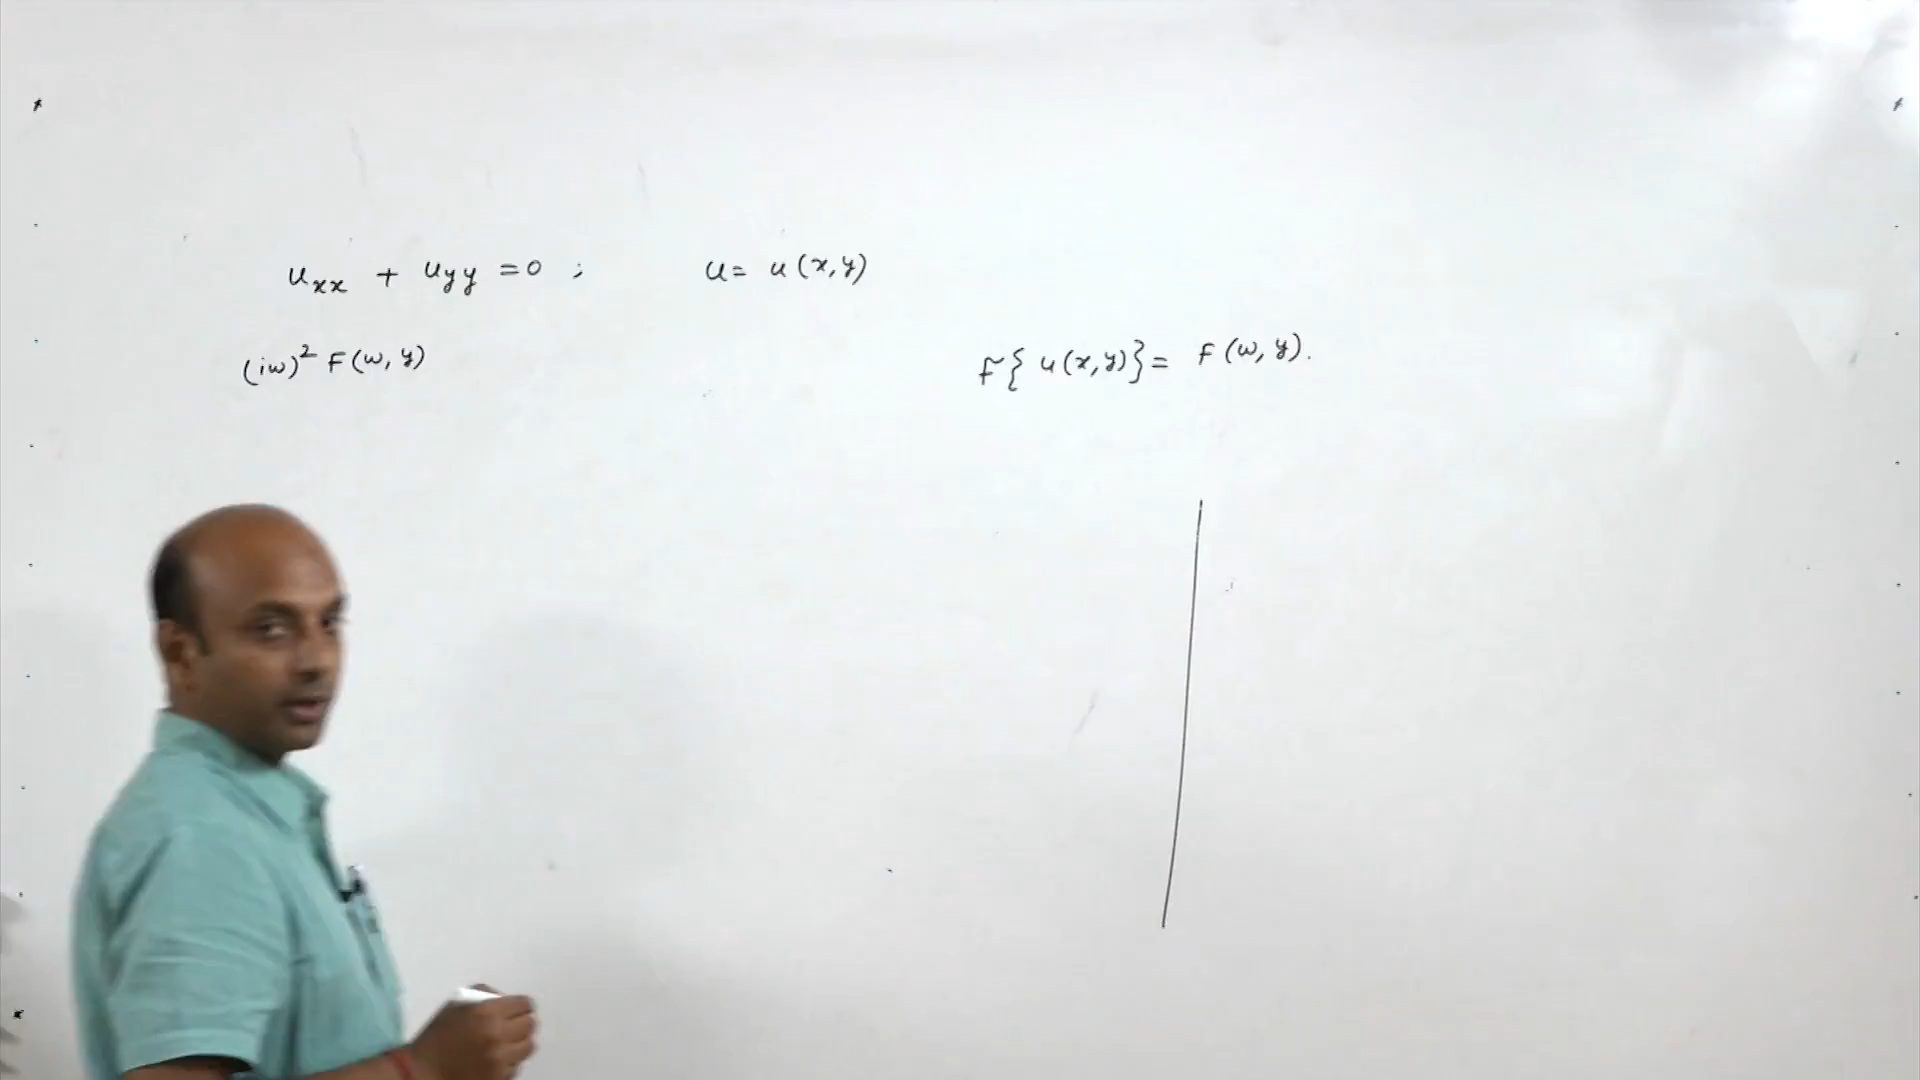 u_xx + u_yy = 0 ; u = u(x,y)
(iω)² F(ω,y) F{u(x,y)} = F(ω,y).